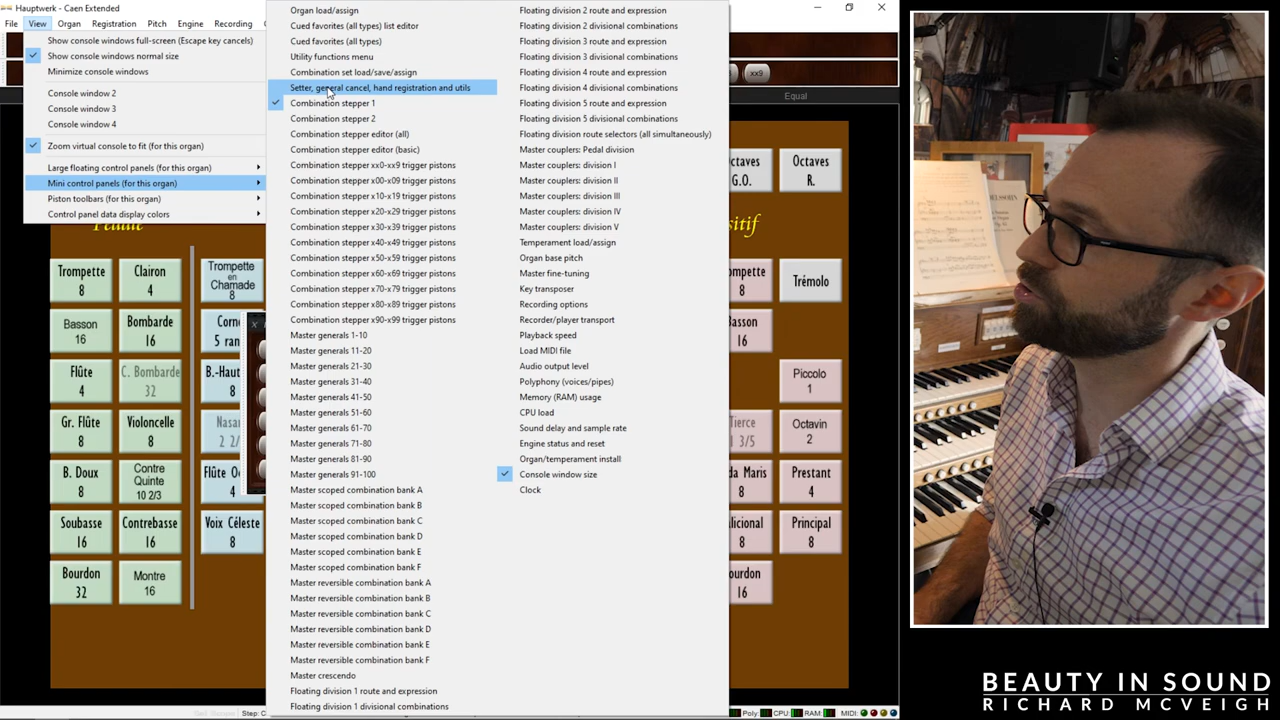 Hauptwerk - Caen Extended
File View Organ Registration Pitch Engine Recording
Show console windows full-screen (Escape key cancels)
Show console windows normal size
Minimize console windows
Console window 2
Console window 3
Console window 4
Zoom virtual console to fit (for this organ)
Large floating control panels (for this organ)
Mini control panels (for this organ)
Piston toolbars (for this organ)
Control panel data display colors
Organ load/assign
Cued favorites (all types) list editor
Cued favorites (all types)
Utility functions menu
Combination set load/save/assign
Setter, general cancel, hand registration and utils
Combination stepper 1
Combination stepper 2
Combination stepper editor (all)
Combination stepper editor (basic)
Combination stepper xx0-xx9 trigger pistons
Combination stepper x00-x09 trigger pistons
Combination stepper x10-x19 trigger pistons
Combination stepper x20-x29 trigger pistons
Combination stepper x30-x39 trigger pistons
Combination stepper x40-x49 trigger pistons
Combination stepper x50-x59 trigger pistons
Combination stepper x60-x69 trigger pistons
Combination stepper x70-x79 trigger pistons
Combination stepper x80-x89 trigger pistons
Combination stepper x90-x99 trigger pistons
Master generals 1-10
Master generals 11-20
Master generals 21-30
Master generals 31-40
Master generals 41-50
Master generals 51-60
Master generals 61-70
Master generals 71-80
Master generals 81-90
Master generals 91-100
Master scoped combination bank A
Master scoped combination bank B
Master scoped combination bank C
Master scoped combination bank D
Master scoped combination bank E
Master scoped combination bank F
Master reversible combination bank A
Master reversible combination bank B
Master reversible combination bank C
Master reversible combination bank D
Master reversible combination bank E
Master reversible combination bank F
Master crescendo
Floating division 1 route and expression
Floating division 1 divisional combinations
Floating division 2 route and expression
Floating division 2 divisional combinations
Floating division 3 route and expression
Floating division 3 divisional combinations
Floating division 4 route and expression
Floating division 4 divisional combinations
Floating division 5 route and expression
Floating division 5 divisional combinations
Floating division route selectors (all simultaneously)
Master couplers: Pedal division
Master couplers: division I
Master couplers: division II
Master couplers: division III
Master couplers: division IV
Master couplers: division V
Temperament load/assign
Organ base pitch
Master fine-tuning
Key transposer
Recording options
Recorder/player transport
Playback speed
Load MIDI file
Audio output level
Polyphony (voices/pipes)
Memory (RAM) usage
CPU load
Sound delay and sample rate
Engine status and reset
Organ/temperament install
Console window size
Clock
xx9
Equal
Trompette
8
Clairon
4
Trompette
en
Chamade
8
Basson
16
Bombarde
16
Flûte
4
C. Bombarde
32
B.-Haut
8
Gr. Flûte
8
Violoncelle
8
B. Doux
8
Contre
Quinte
10 2/3
4
Soubasse
16
Contrebasse
16
Voix Céleste
8
Bourdon
32
Montre
16
G.O.
Octaves
R.
8
Trémolo
Basson
16
Piccolo
1
Tierce
1 3/5
Octavin
2
8
Prestant
4
8
Principal
8
16
Step:
Poly: CPU: RAM: MIDI:
BEAUTY IN SOUND
RICHARD MCVEIGH